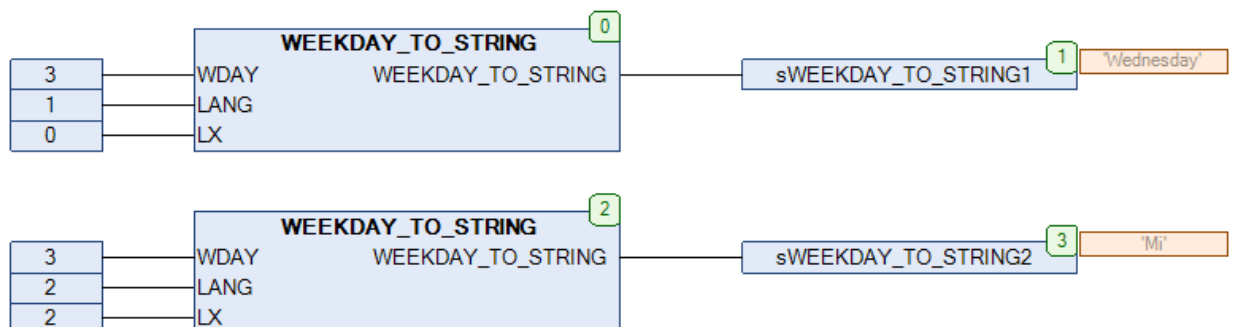 0
WEEKDAY_TO_STRING
3 WDAY WEEKDAY_TO_STRING sWEEKDAY_TO_STRING1 1 'Wednesday'
1 LANG
0 LX
2
WEEKDAY_TO_STRING
3 WDAY WEEKDAY_TO_STRING sWEEKDAY_TO_STRING2 3 'Mi'
2 LANG
2 LX